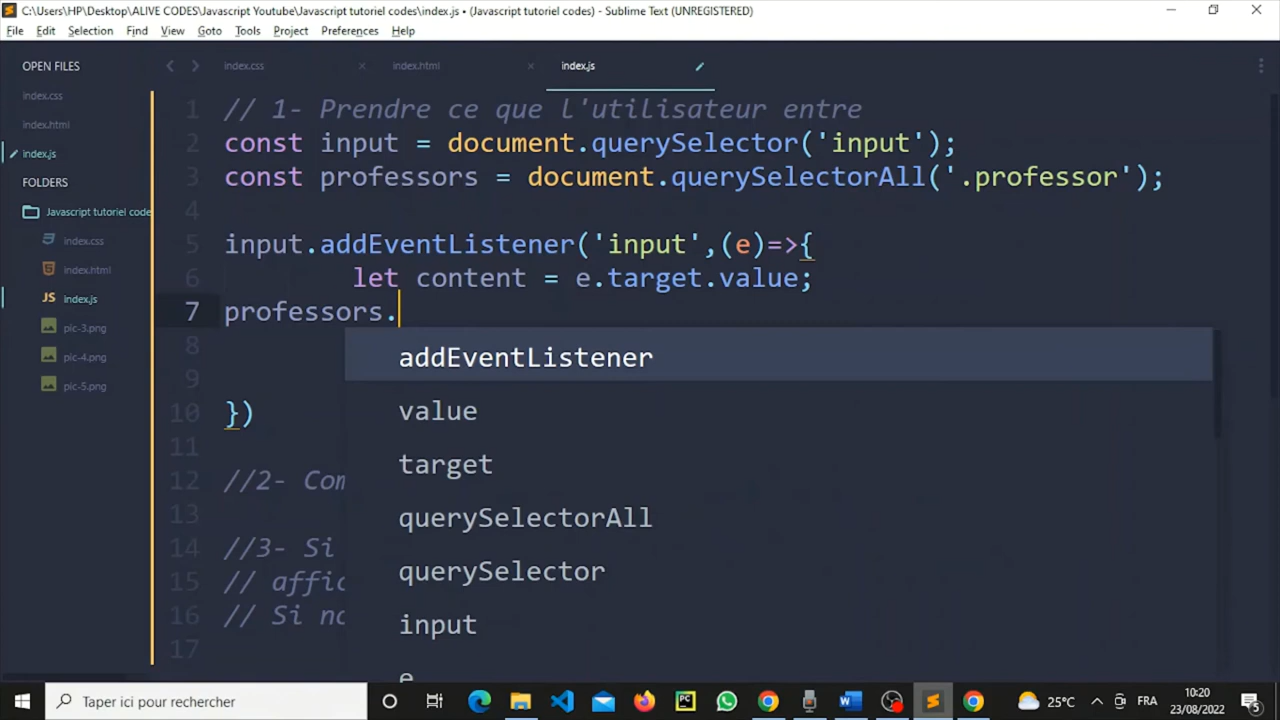 C:\Users\HP\Desktop\ALIVE CODES\Javascript Youtube\Javascript tutoriel codes\index.js • (Javascript tutoriel codes) - Sublime Text (UNREGISTERED)
File Edit Selection Find View Goto Tools Project Preferences Help
OPEN FILES
index.css
index.html
index.js
FOLDERS
Javascript tutoriel code
index.css
index.html
JS index.js
pic-3.png
pic-4.png
pic-5.png
index.css
index.html
index.js
1 // 1- Prendre ce que l'utilisateur entre
2 const input = document.querySelector('input');
3 const professors = document.querySelectorAll('.professor');
4
5 input.addEventListener('input',(e)=>{
6 let content = e.target.value;
7 professors.
8
9
10 })
11
12 //2- Com
13
14 //3- Si
15 // affic
16 // Si no
17
addEventListener
value
target
querySelectorAll
querySelector
input
e
Taper ici pour rechercher
PC
W
25°C
FRA
10:20
23/08/2022
5